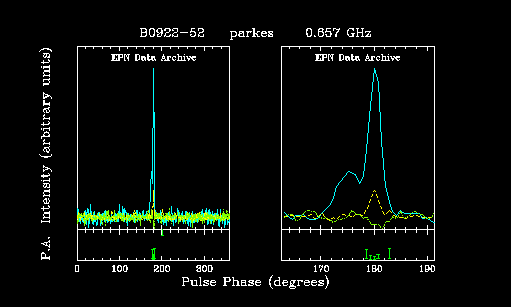 B0922-52 parkes 0.657 GHz
EPN Data Archive EPN Data Archive
P.A. Intensity (arbitrary units)
0 100 200 300 170 180 190
Pulse Phase (degrees)